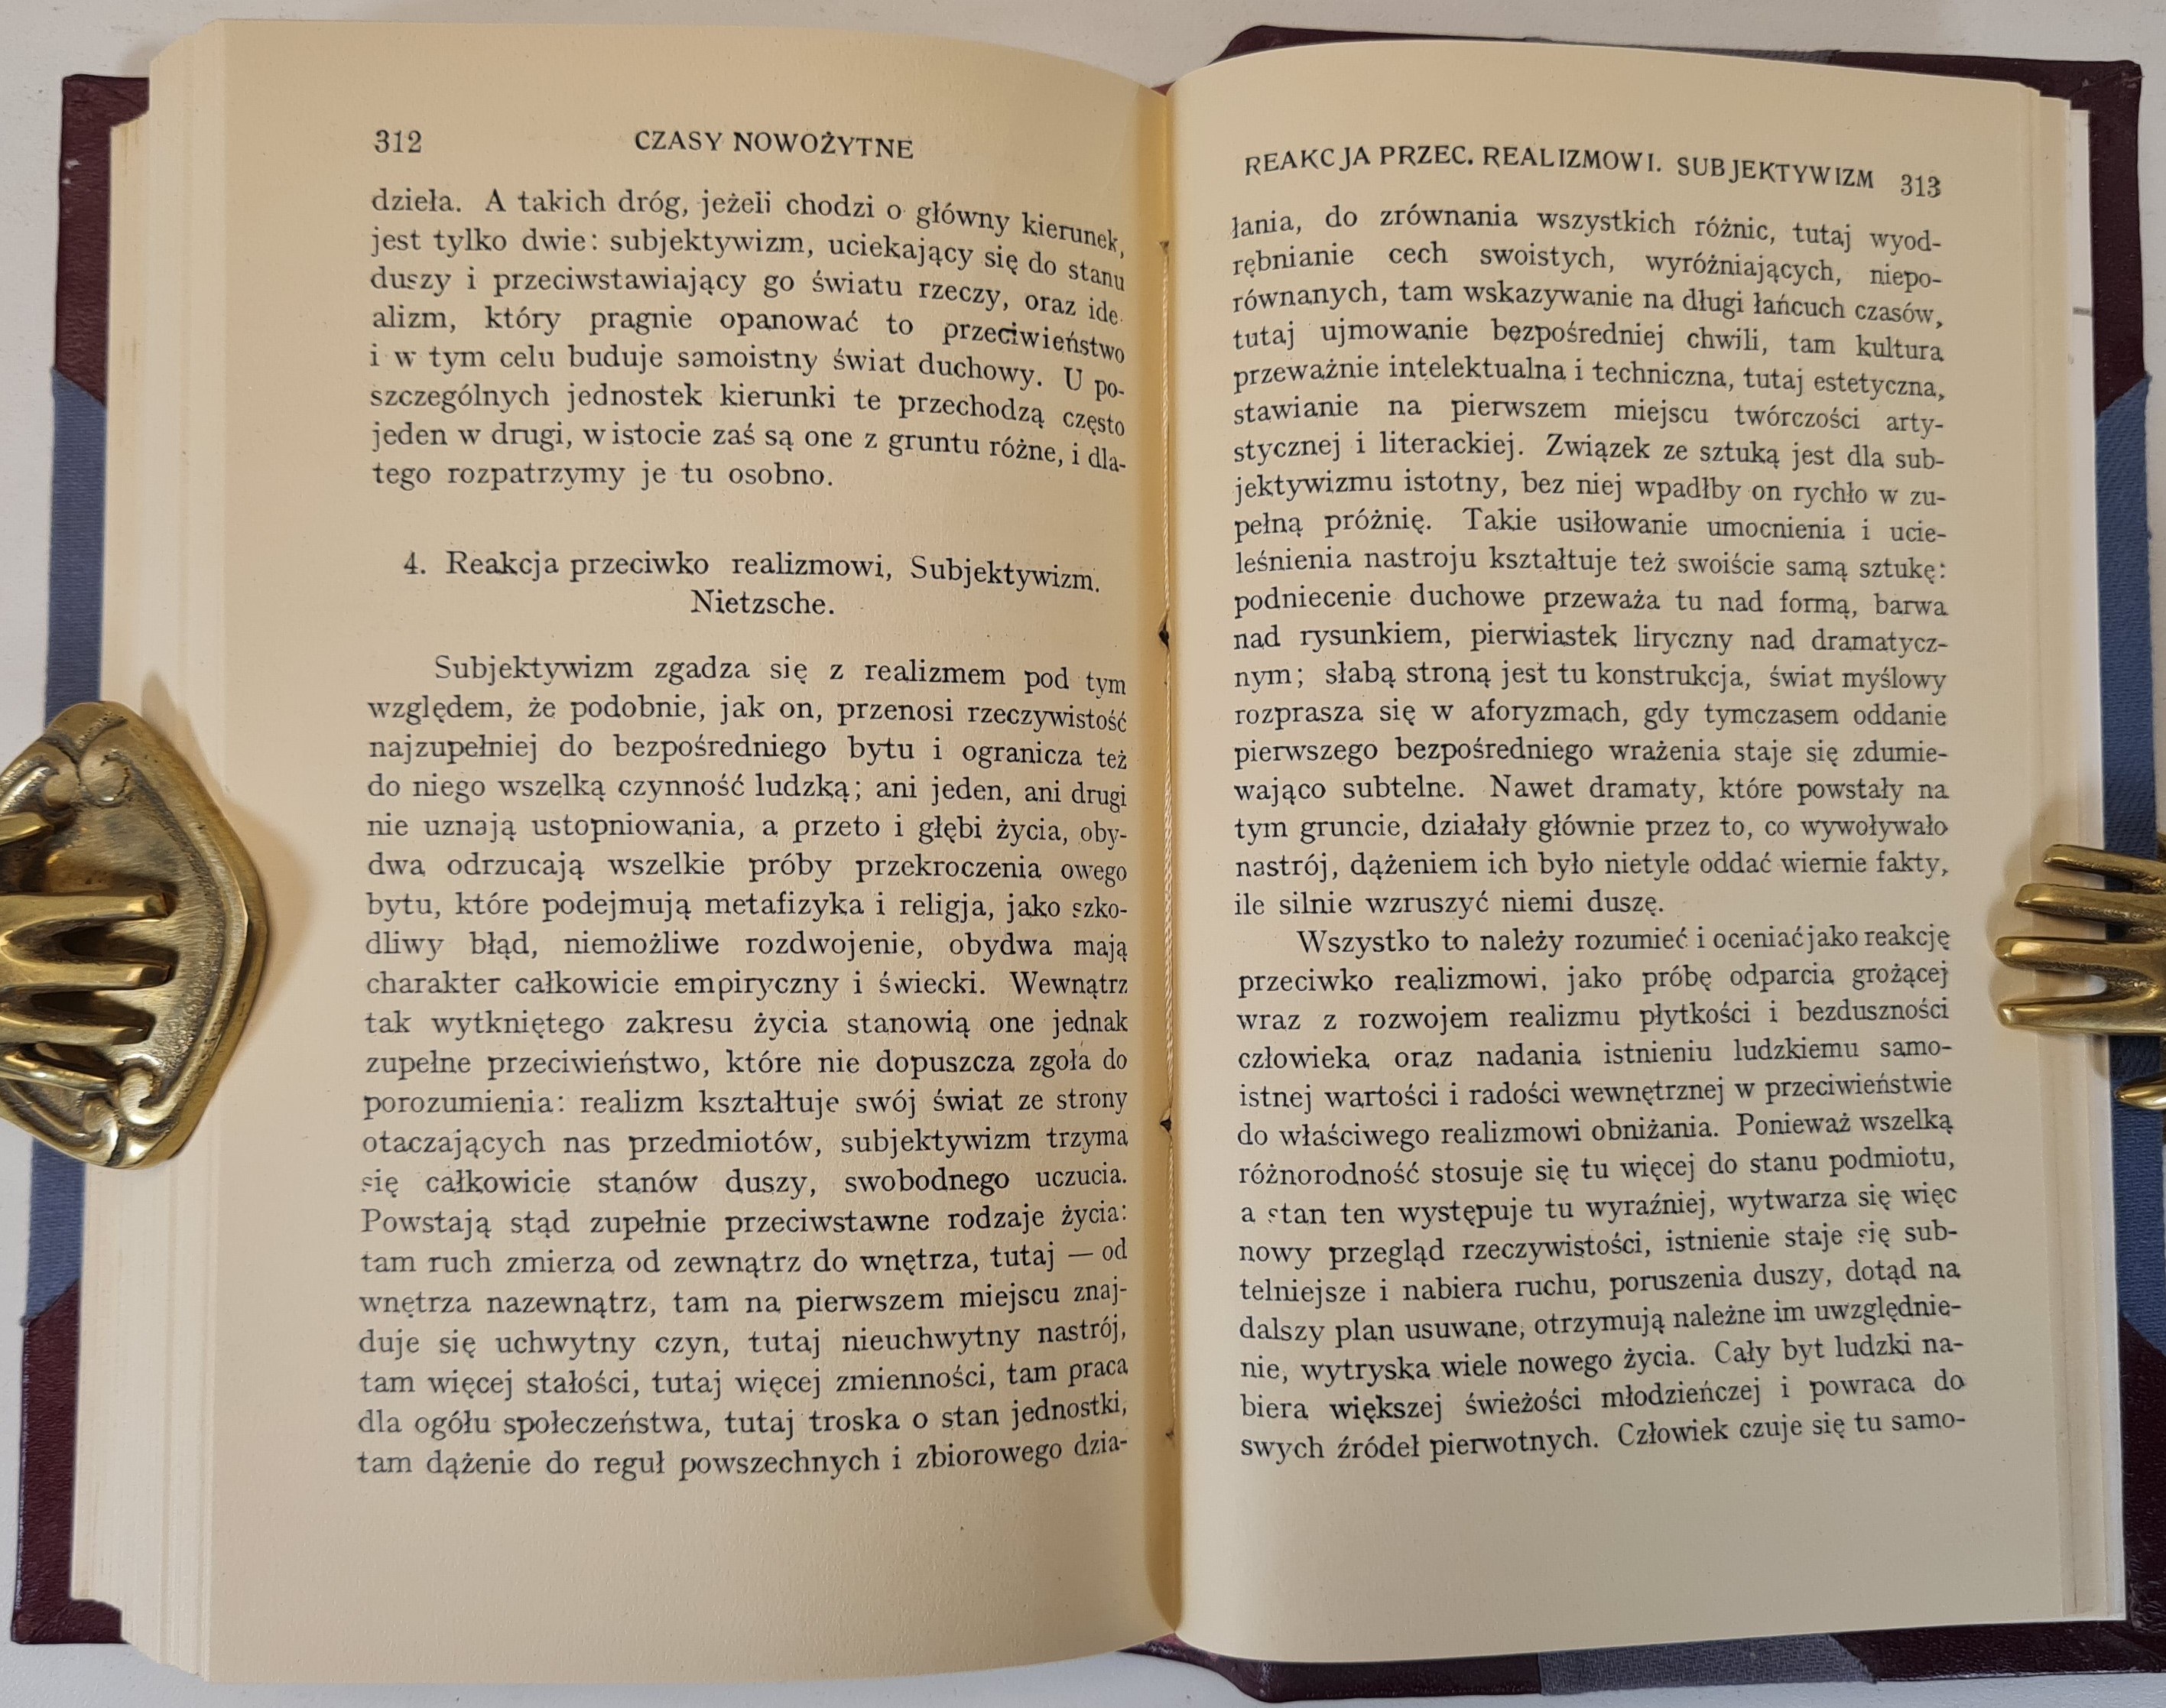 312
CZASY NOWOŻYTNE
dzieła. A takich dróg, jeżeli chodzi o główny kierunek,
jest tylko dwie: subjektywizm, uciekający się do stanu
duszy i przeciwstawiający go światu rzeczy, oraz ide-
alizm, który pragnie opanować to przeciwieństwo
i w tym celu buduje samoistny świat duchowy. U po-
szczególnych jednostek kierunki te przechodzą często
jeden w drugi, w istocie zaś są one z gruntu różne, i dla-
tego rozpatrzymy je tu osobno.
4. Reakcja przeciwko realizmowi, Subjektywizm.
Nietzsche.
Subjektywizm zgadza się z realizmem pod tym
względem, że podobnie, jak on, przenosi rzeczywistość
najzupełniej do bezpośredniego bytu i ogranicza też
do niego wszelką czynność ludzką; ani jeden, ani drugi
nie uznają ustopniowania, a przeto i głębi życia, oby-
dwa odrzucają wszelkie próby przekroczenia owego
bytu, które podejmują metafizyka i religja, jako szko-
dliwy błąd, niemożliwe rozdwojenie, obydwa mają
charakter całkowicie empiryczny i świecki. Wewnątrz
tak wytkniętego zakresu życia stanowią one jednak
zupełne przeciwieństwo, które nie dopuszcza zgoła do
porozumienia: realizm kształtuje swój świat ze strony
otaczających nas przedmiotów, subjektywizm trzyma
się całkowicie stanów duszy, swobodnego uczucia.
Powstają stąd zupełnie przeciwstawne rodzaje życia:
tam ruch zmierza od zewnątrz do wnętrza, tutaj — od
wnętrza nazewnątrz, tam na pierwszem miejscu znaj-
duje się uchwytny czyn, tutaj nieuchwytny nastrój,
tam więcej stałości, tutaj więcej zmienności, tam praca
dla ogółu społeczeństwa, tutaj troska o stan jednostki,
tam dążenie do reguł powszechnych i zbiorowego dzia-
REAKCJA PRZEC. REALIZMOWI. SUBJEKTYWIZM 313
łania, do zrównania wszystkich różnic, tutaj wyod-
rębnianie cech swoistych, wyróżniających, niepo-
równanych, tam wskazywanie na długi łańcuch czasów,
tutaj ujmowanie bezpośredniej chwili, tam kultura
przeważnie intelektualna i techniczna, tutaj estetyczna,
stawianie na pierwszem miejscu twórczości arty-
stycznej i literackiej. Związek ze sztuką jest dla sub-
jektywizmu istotny, bez niej wpadłby on rychło w zu-
pełną próżnię. Takie usiłowanie umocnienia i ucie-
leśnienia nastroju kształtuje też swoiście samą sztukę:
podniecenie duchowe przeważa tu nad formą, barwa
nad rysunkiem, pierwiastek liryczny nad dramatycz-
nym; słabą stroną jest tu konstrukcja, świat myślowy
rozprasza się w aforyzmach, gdy tymczasem oddanie
pierwszego bezpośredniego wrażenia staje się zdumie-
wająco subtelne. Nawet dramaty, które powstały na
tym gruncie, działały głównie przez to, co wywoływało
nastrój, dążeniem ich było nietyle oddać wiernie fakty,
ile silnie wzruszyć niemi duszę.
Wszystko to należy rozumieć i oceniać jako reakcję
przeciwko realizmowi, jako próbę odparcia grożącej
wraz z rozwojem realizmu płytkości i bezduszności
człowieka oraz nadania istnieniu ludzkiemu samo-
istnej wartości i radości wewnętrznej w przeciwieństwie
do właściwego realizmowi obniżania. Ponieważ wszelką
różnorodność stosuje się tu więcej do stanu podmiotu,
a stan ten występuje tu wyraźniej, wytwarza się więc
nowy przegląd rzeczywistości, istnienie staje się sub-
telniejsze i nabiera ruchu, poruszenia duszy, dotąd na
dalszy plan usuwane, otrzymują należne im uwzględnie-
nie, wytryska wiele nowego życia. Cały byt ludzki na-
biera większej świeżości młodzieńczej i powraca do
swych źródeł pierwotnych. Człowiek czuje się tu samo-